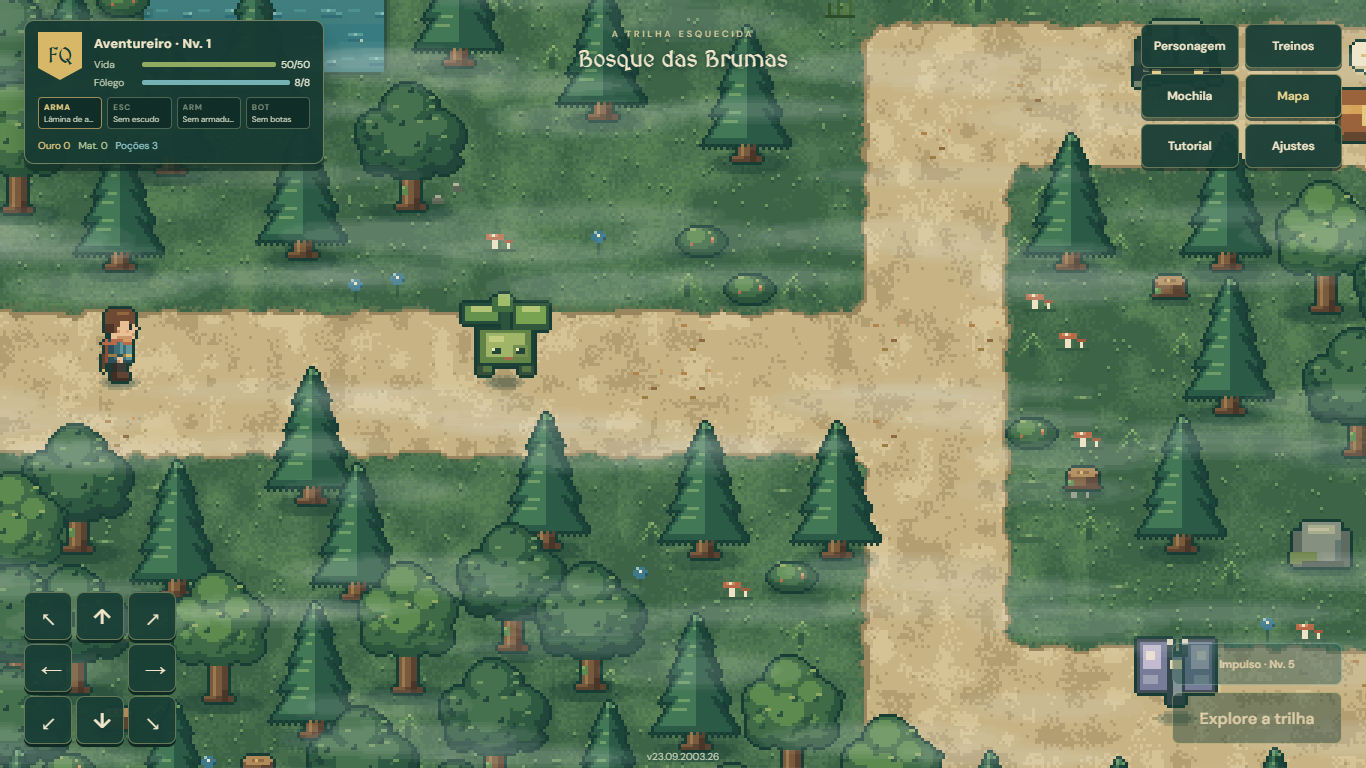 FQ
Aventureiro · Nv. 1
Vida 50/50
Fôlego 8/8
ARMA ESC ARM BOT
Lâmina de a... Sem escudo Sem armadu... Sem botas
Ouro 0 Mat. 0 Poções 3
A TRILHA ESQUECIDA
Bosque das Brumas
Personagem Treinos
Mochila Mapa
Tutorial Ajustes
Impulso · Nv. 5
Explore a trilha
v23.09.2003.26